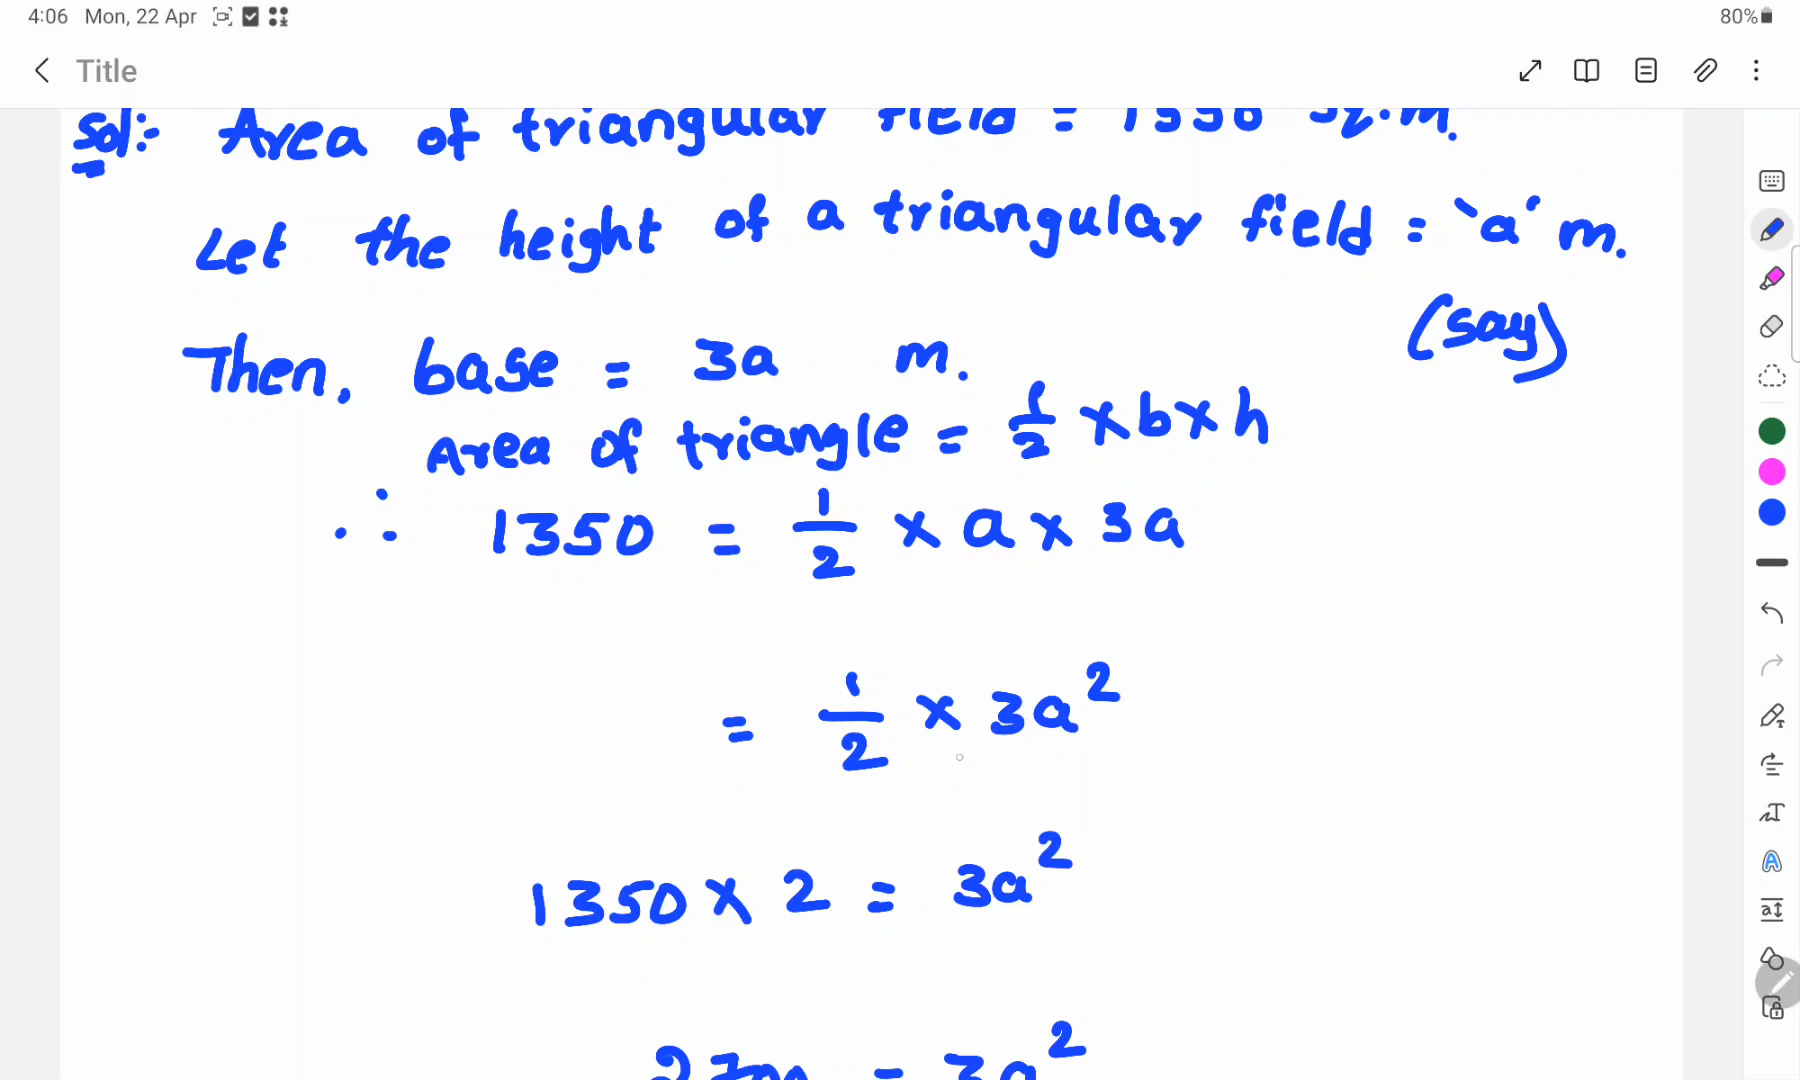 4:06 Mon, 22 Apr 80%
Title
Sol:- Area of triangular field = 1350 sq.m.
Let the height of a triangular field = `a' m.
(say)
Then, base = 3a m.
Area of triangle = 1/2 × b × h
∴ 1350 = 1/2 × a × 3a
= 1/2 × 3a²
1350 × 2 = 3a²
2700 = 3a²